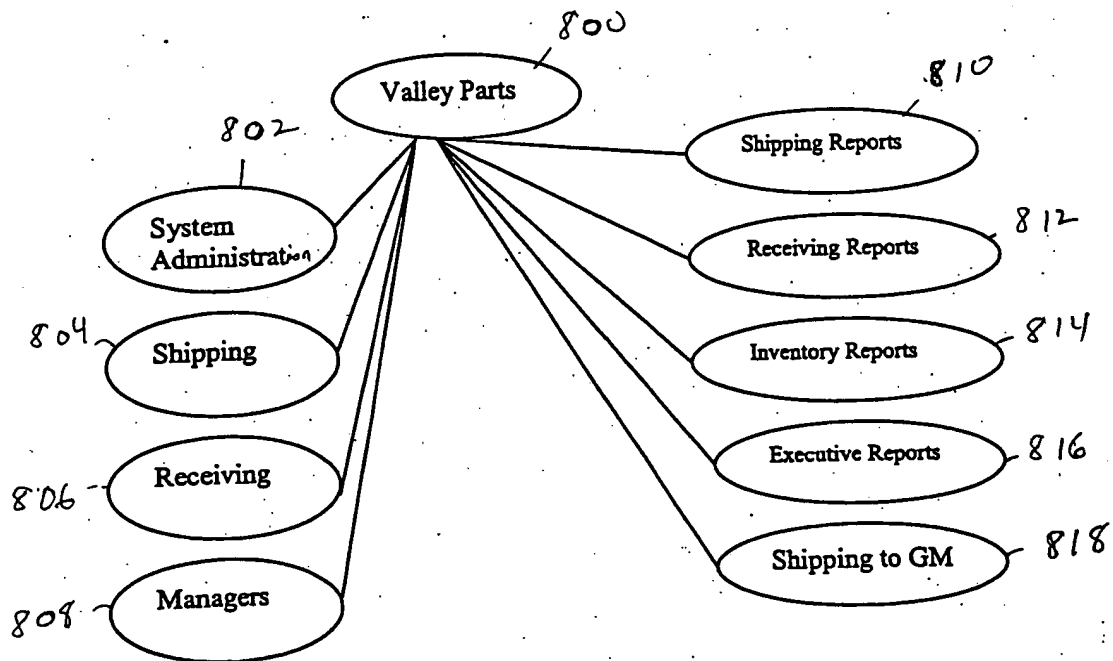 800
Valley Parts
810
Shipping Reports
802
System
Administration
812
Receiving Reports
804
Shipping
814
Inventory Reports
806
Receiving
816
Executive Reports
818
Shipping to GM
808
Managers